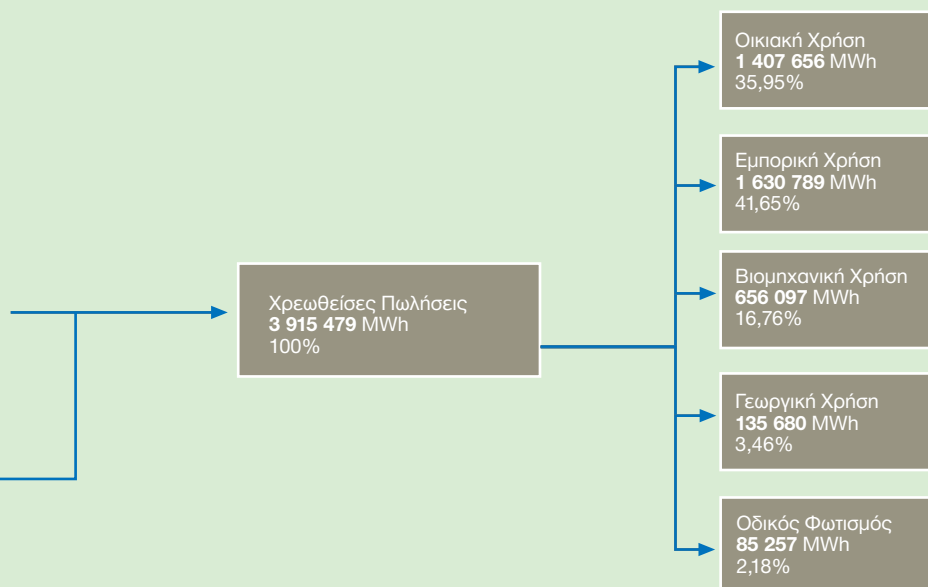 Οικιακή Χρήση
1 407 656 MWh
35,95%
Εμπορική Χρήση
1 630 789 MWh
41,65%
Βιομηχανική Χρήση
656 097 MWh
16,76%
Χρεωθείσες Πωλήσεις
3 915 479 MWh
100%
Γεωργική Χρήση
135 680 MWh
3,46%
Οδικός Φωτισμός
85 257 MWh
2,18%